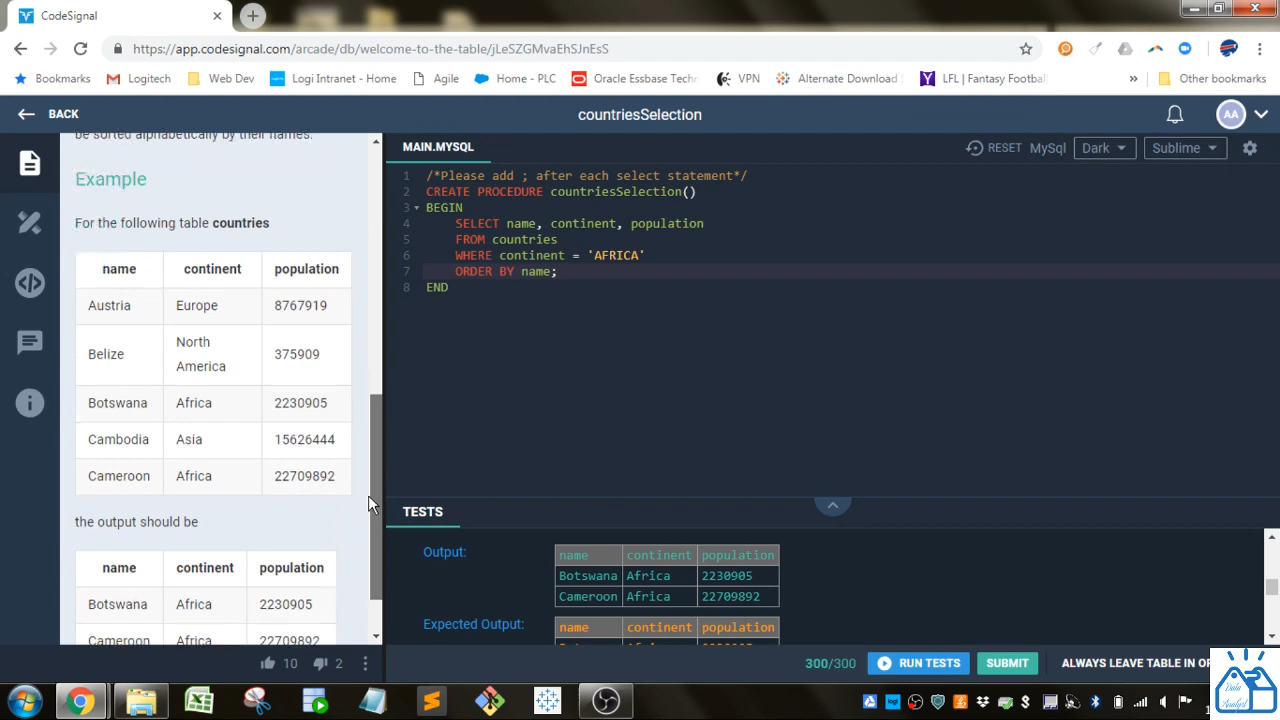 CodeSignal
https://app.codesignal.com/arcade/db/welcome-to-the-table/jLeSZGMvaEhSJnEsS
Bookmarks Logitech Web Dev Logi Intranet - Home Agile Home - PLC Oracle Essbase Techn VPN Alternate Download S LFL | Fantasy Football » Other bookmarks
BACK countriesSelection AA
be sorted alphabetically by their names.
Example
For the following table countries
name continent population
Austria Europe 8767919
Belize North America 375909
Botswana Africa 2230905
Cambodia Asia 15626444
Cameroon Africa 22709892
the output should be
name continent population
Botswana Africa 2230905
Cameroon Africa 22709892
10 2
MAIN.MYSQL RESET MySql Dark Sublime
1 /*Please add ; after each select statement*/
2 CREATE PROCEDURE countriesSelection()
3 BEGIN
4 SELECT name, continent, population
5 FROM countries
6 WHERE continent = 'AFRICA'
7 ORDER BY name;
8 END
TESTS
Output:
name continent population
Botswana Africa 2230905
Cameroon Africa 22709892
Expected Output:
name continent population
300/300 RUN TESTS SUBMIT ALWAYS LEAVE TABLE IN OR
Data
Analyst